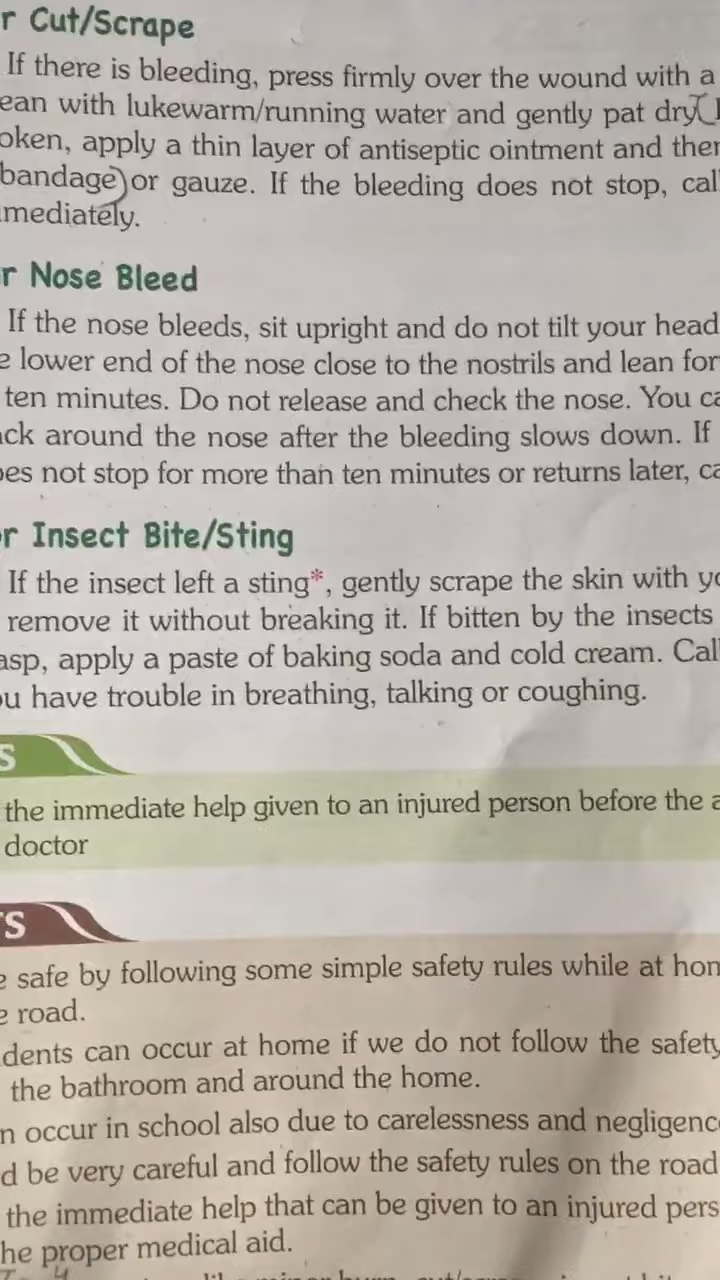 r Cut/Scrape
If there is bleeding, press firmly over the wound with a
ean with lukewarm/running water and gently pat dry
oken, apply a thin layer of antiseptic ointment and then
bandage or gauze. If the bleeding does not stop, call
mediately.
r Nose Bleed
If the nose bleeds, sit upright and do not tilt your head
e lower end of the nose close to the nostrils and lean for
ten minutes. Do not release and check the nose. You ca
ck around the nose after the bleeding slows down. If
es not stop for more than ten minutes or returns later, ca
r Insect Bite/Sting
If the insect left a sting*, gently scrape the skin with yo
remove it without breaking it. If bitten by the insects
asp, apply a paste of baking soda and cold cream. Call
ou have trouble in breathing, talking or coughing.
S
the immediate help given to an injured person before the a
doctor
TS
e safe by following some simple safety rules while at hom
e road.
dents can occur at home if we do not follow the safety
the bathroom and around the home.
n occur in school also due to carelessness and negligenc
d be very careful and follow the safety rules on the road
the immediate help that can be given to an injured pers
he proper medical aid.